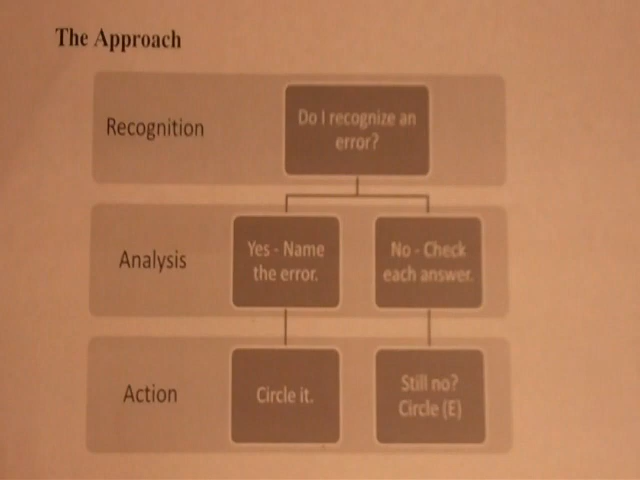 The Approach
Recognition
Do I recognize an
error?
Analysis
Yes - Name
the error.
No - Check
each answer.
Action
Circle it.
Still no?
Circle (E)